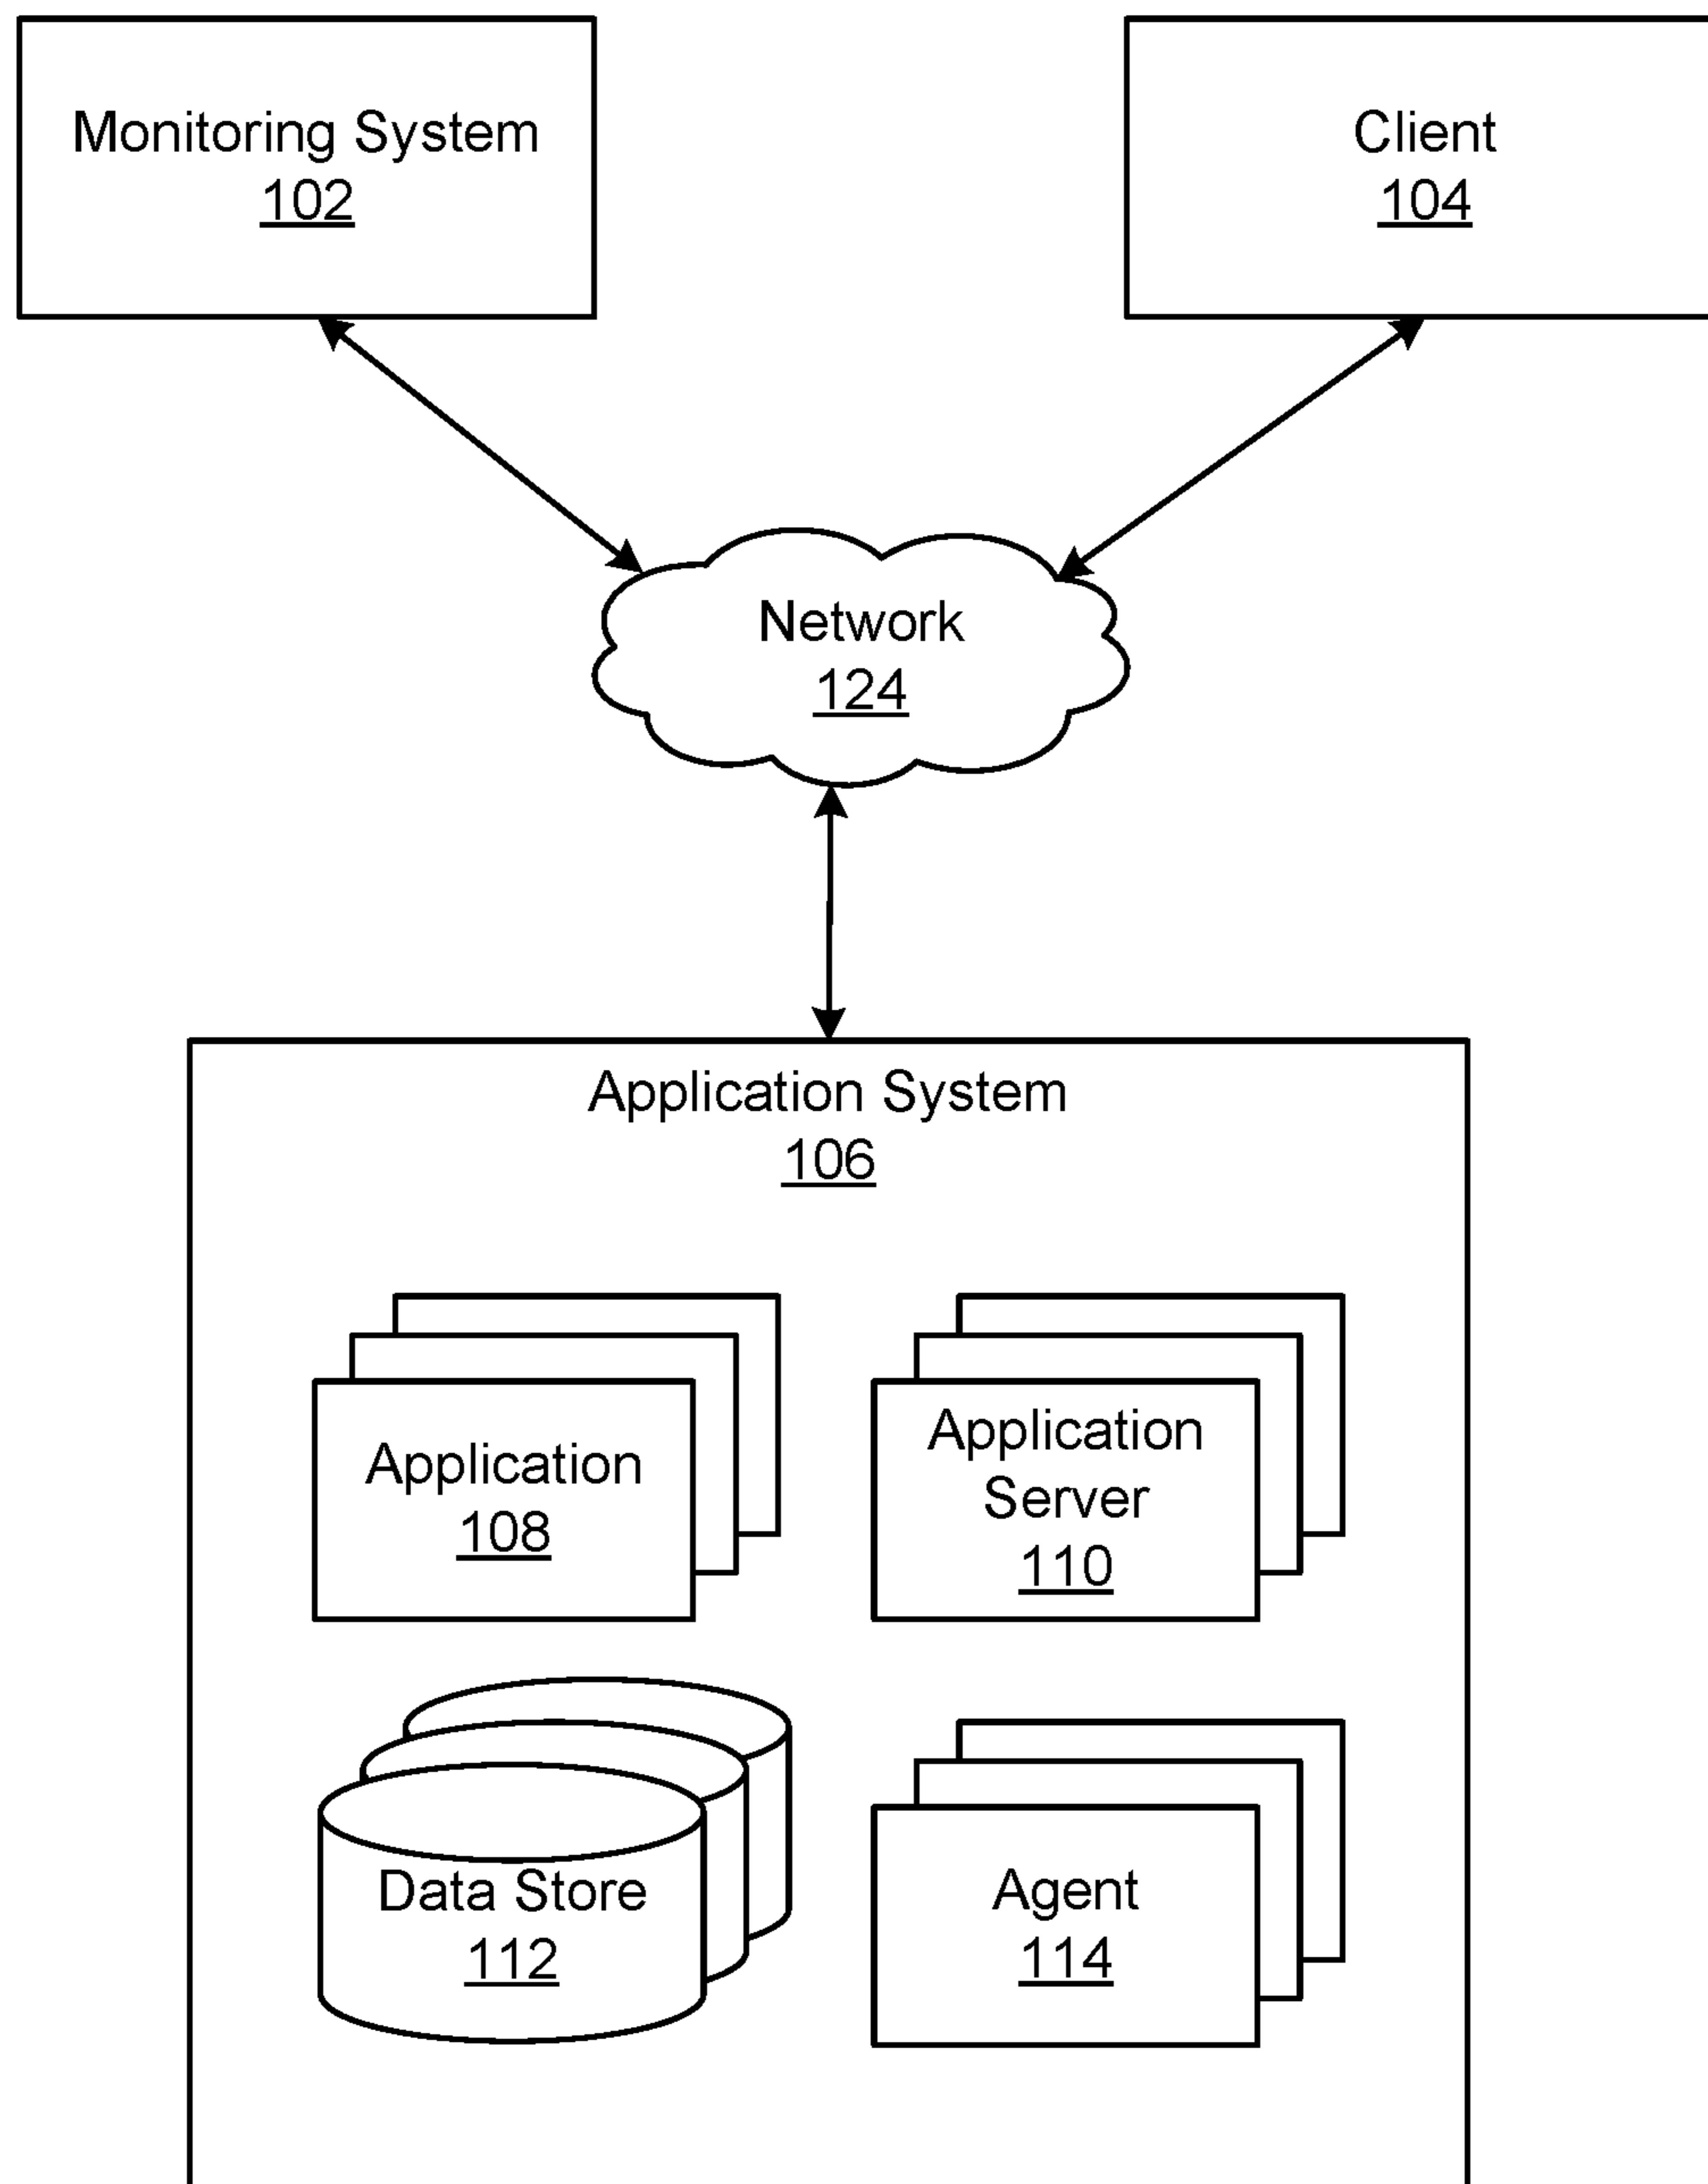 Monitoring System
102
Client
104
Network
124
Application System
106
Application
108
Application
Server
110
Data Store
112
Agent
114